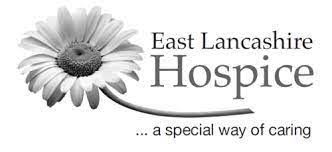 East Lancashire
Hospice
... a special way of caring